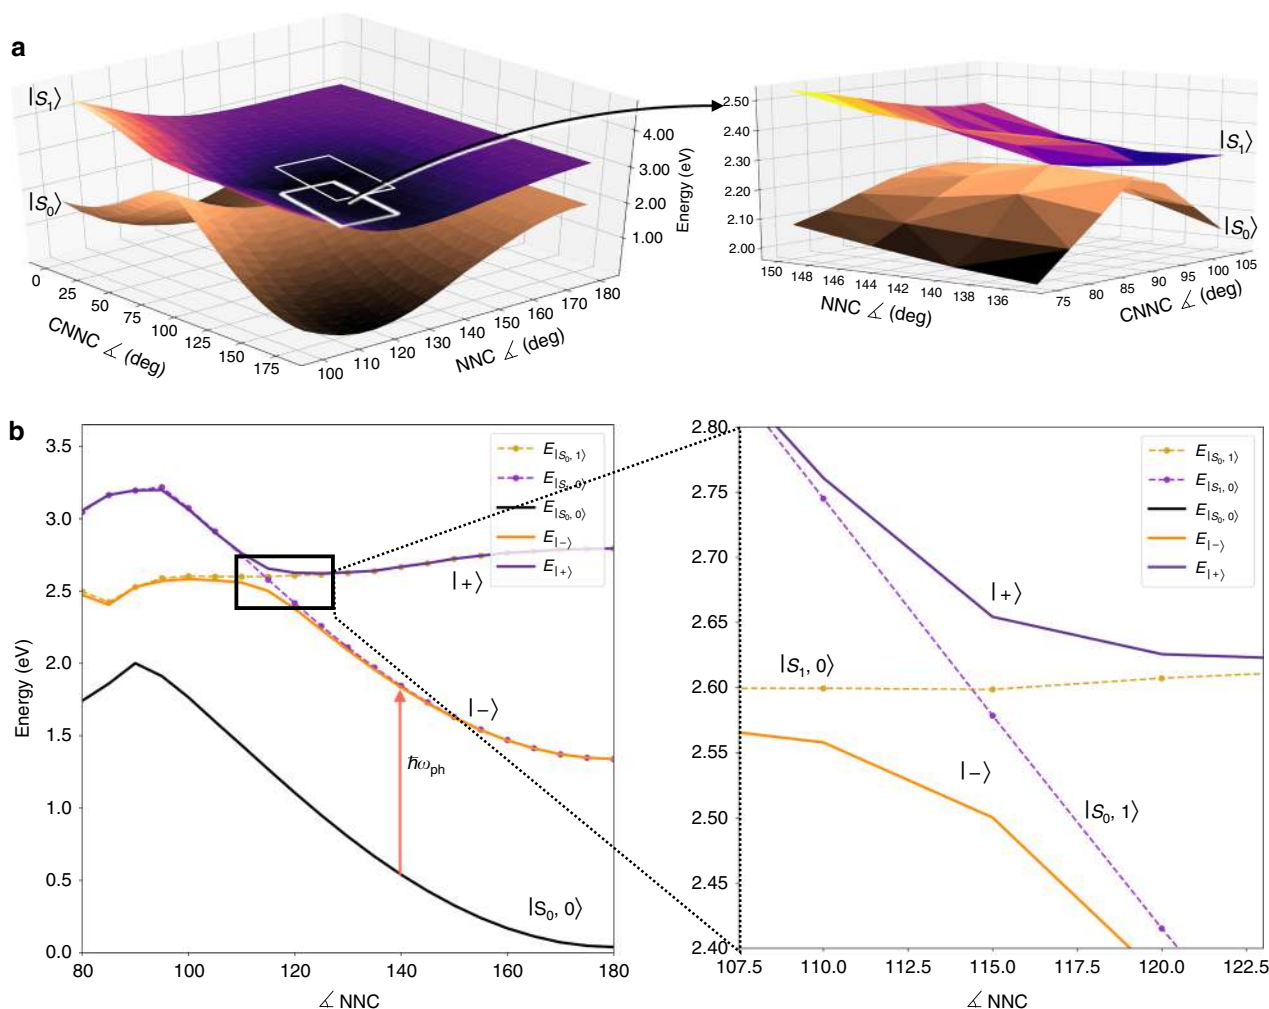 a
|S₁⟩
|S₀⟩
4.00
3.00
2.00
1.00
Energy (eV)
0
25
50
75
100
125
150
175
CNNC ∡ (deg)
100
110
120
130
140
150
160
170
180
NNC ∡ (deg)
2.50
2.40
2.30
2.20
2.10
2.00
|S₁⟩
|S₀⟩
150
148
146
144
142
140
138
136
NNC ∡ (deg)
75
80
85
90
95
100
105
CNNC ∡ (deg)
b
3.5
3.0
2.5
2.0
1.5
1.0
0.5
0.0
Energy (eV)
E|S₀, 1⟩
E|S₁, 0⟩
E|S₀, 0⟩
E|−⟩
E|+⟩
|+⟩
|−⟩
ℏωph
|S₀, 0⟩
80
100
120
140
160
180
∡ NNC
2.80
2.75
2.70
2.65
2.60
2.55
2.50
2.45
2.40
E|S₀, 1⟩
E|S₁, 0⟩
E|S₀, 0⟩
E|−⟩
E|+⟩
|+⟩
|S₁, 0⟩
|−⟩
|S₀, 1⟩
107.5
110.0
112.5
115.0
117.5
120.0
122.5
∡ NNC